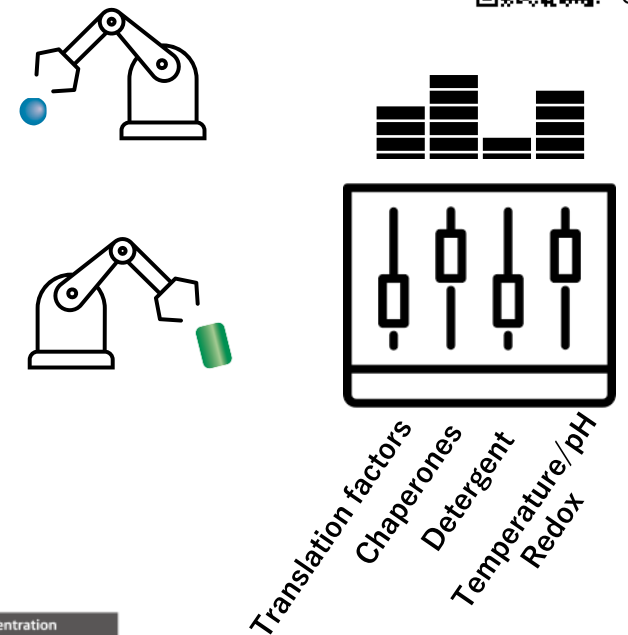 Translation factors
Chaperones
Detergent
Temperature/pH
Redox